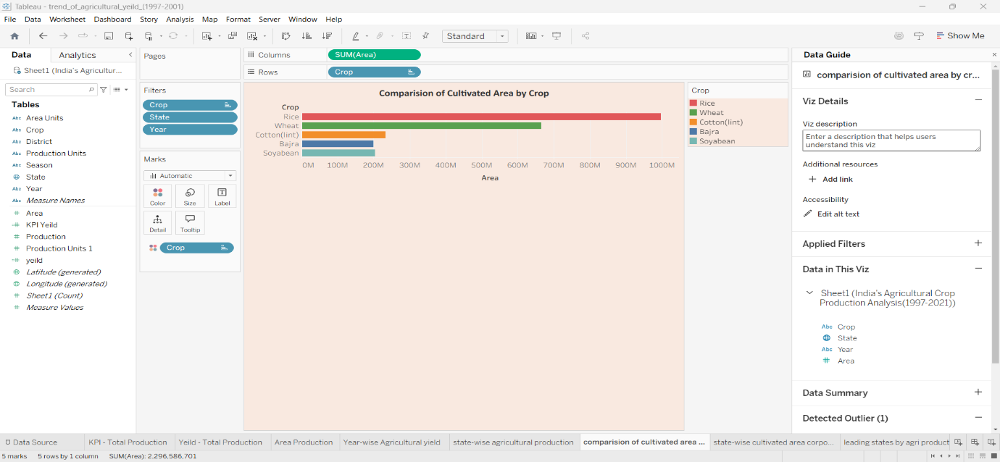 Tableau - trend_of_agricultural_yeild_(1997-2001)
File Data Worksheet Dashboard Story Analysis Map Format Server Window Help
Standard
Show Me
Data Analytics
Sheet1 (India's Agricultur...
Search
Tables
Abc Area Units
Abc Crop
Abc District
Abc Production Units
Abc Season
State
Abc Year
Abc Measure Names
# Area
=# KPI Yeild
# Production
# Production Units 1
=# yeild
Latitude (generated)
Longitude (generated)
# Sheet1 (Count)
# Measure Values
Pages
Filters
Crop
State
Year
Marks
Automatic
Color Size Label
Detail Tooltip
Crop
Columns SUM(Area)
Rows Crop
Comparision of Cultivated Area by Crop
Crop
Rice
Wheat
Cotton(lint)
Bajra
Soyabean
0M 100M 200M 300M 400M 500M 600M 700M 800M 900M 1000M
Area
Crop
Rice
Wheat
Cotton(lint)
Bajra
Soyabean
Data Guide
comparision of cultivated area by cr...
Viz Details
Viz description
Enter a description that helps users
understand this viz
Additional resources
Add link
Accessibility
Edit alt text
Applied Filters
Data in This Viz
Sheet1 (India's Agricultural Crop
Production Analysis(1997-2021))
Abc Crop
State
Abc Year
# Area
Data Summary
Detected Outlier (1)
Data Source KPI - Total Production Yeild - Total Production Area Production Year-wise Agricultural yield state-wise agricultural production comparision of cultivated area ... state-wise cultivated area corpo... leading states by agri product
5 marks 5 rows by 1 column SUM(Area): 2,296,586,701